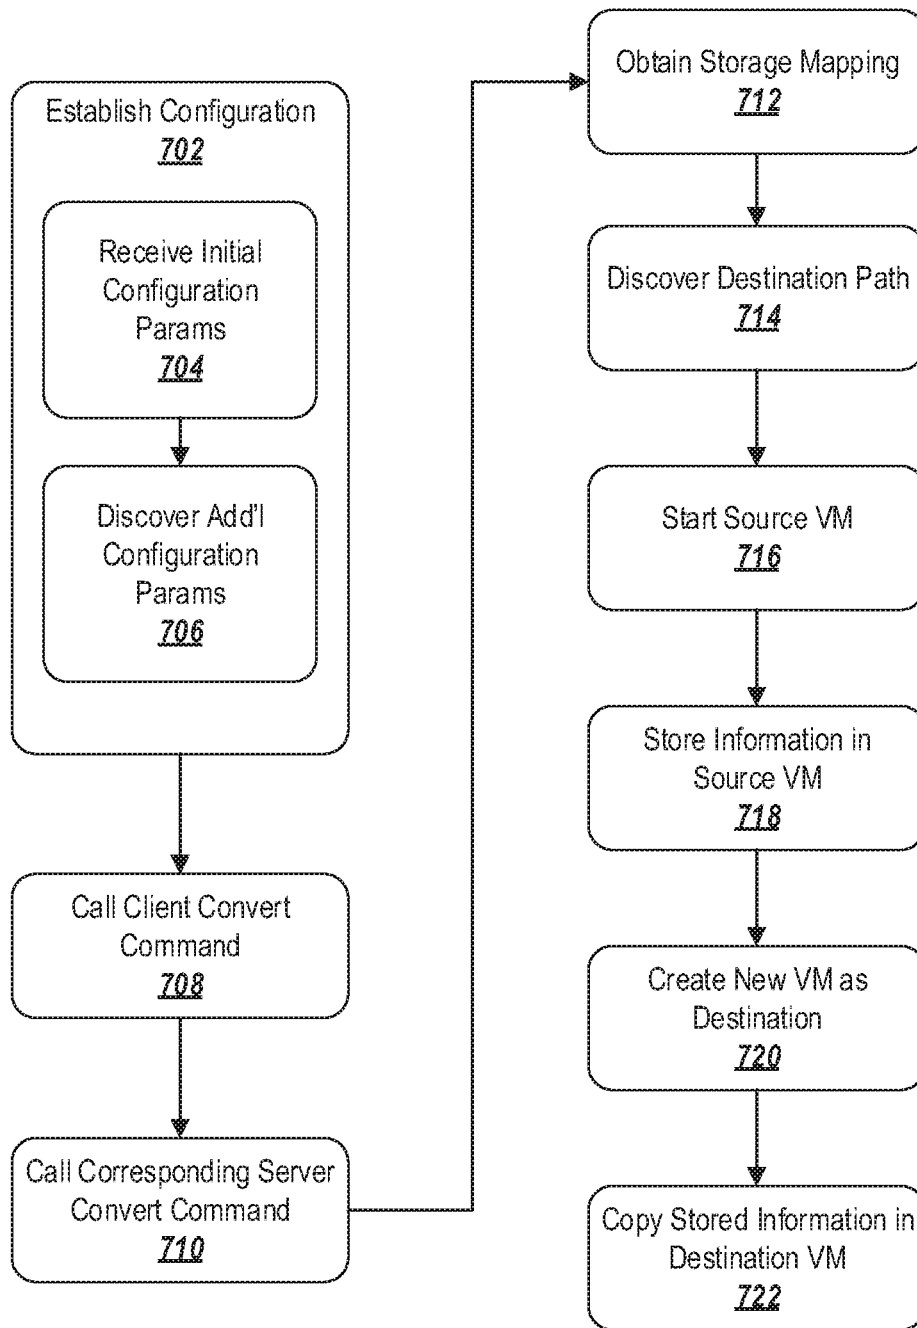 Establish Configuration
702
Receive Initial
Configuration
Params
704
Discover Add'l
Configuration
Params
706
Call Client Convert
Command
708
Call Corresponding Server
Convert Command
710
Obtain Storage Mapping
712
Discover Destination Path
714
Start Source VM
716
Store Information in
Source VM
718
Create New VM as
Destination
720
Copy Stored Information in
Destination VM
722